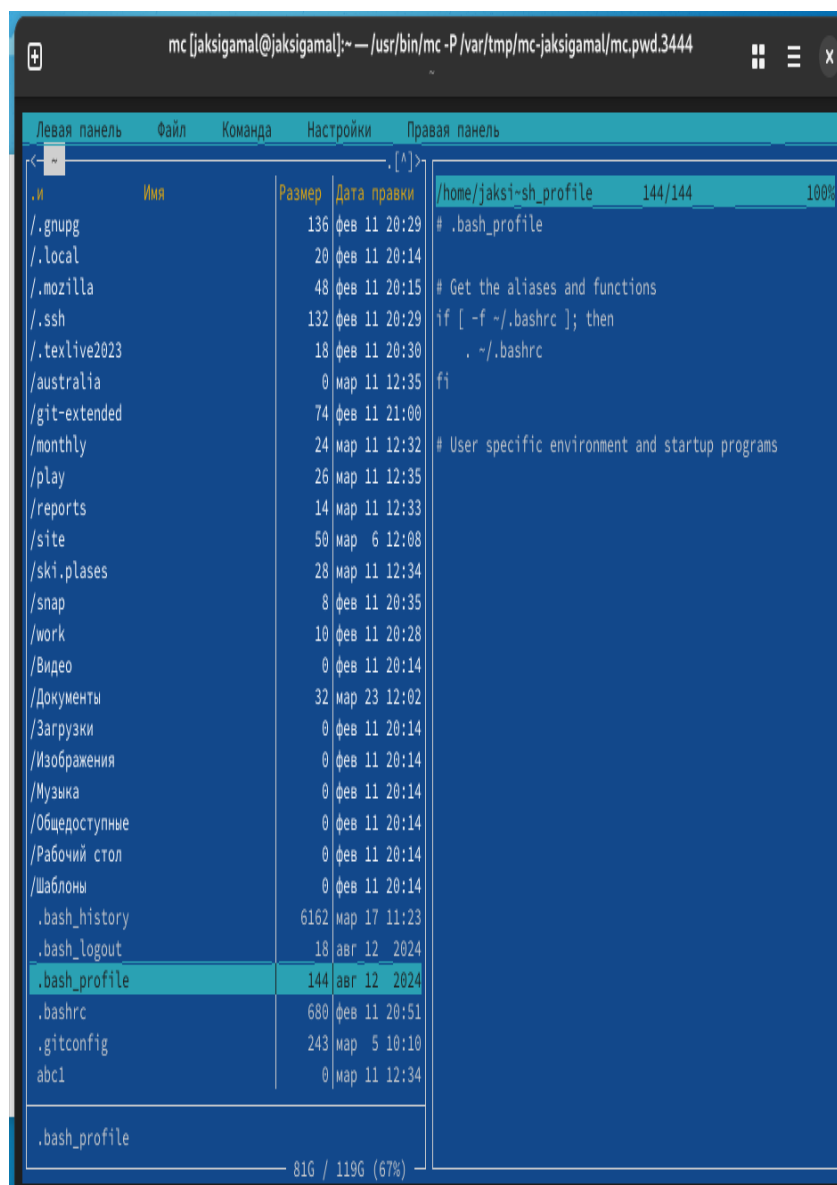 mc [jaksigamal@jaksigamal]:~ — /usr/bin/mc -P /var/tmp/mc-jaksigamal/mc.pwd.3444
~
Левая панель Файл Команда Настройки Правая панель
<- ~ .[^]>
.и Имя Размер Дата правки
/.gnupg 136 фев 11 20:29
/.local 20 фев 11 20:14
/.mozilla 48 фев 11 20:15
/.ssh 132 фев 11 20:29
/.texlive2023 18 фев 11 20:30
/australia 0 мар 11 12:35
/git-extended 74 фев 11 21:00
/monthly 24 мар 11 12:32
/play 26 мар 11 12:35
/reports 14 мар 11 12:33
/site 50 мар 6 12:08
/ski.plases 28 мар 11 12:34
/snap 8 фев 11 20:35
/work 10 фев 11 20:28
/Видео 0 фев 11 20:14
/Документы 32 мар 23 12:02
/Загрузки 0 фев 11 20:14
/Изображения 0 фев 11 20:14
/Музыка 0 фев 11 20:14
/Общедоступные 0 фев 11 20:14
/Рабочий стол 0 фев 11 20:14
/Шаблоны 0 фев 11 20:14
.bash_history 6162 мар 17 11:23
.bash_logout 18 авг 12 2024
.bash_profile 144 авг 12 2024
.bashrc 680 фев 11 20:51
.gitconfig 243 мар 5 10:10
abc1 0 мар 11 12:34
.bash_profile
81G / 119G (67%)
/home/jaksi~sh_profile 144/144 100%
# .bash_profile
# Get the aliases and functions
if [ -f ~/.bashrc ]; then
. ~/.bashrc
fi
# User specific environment and startup programs